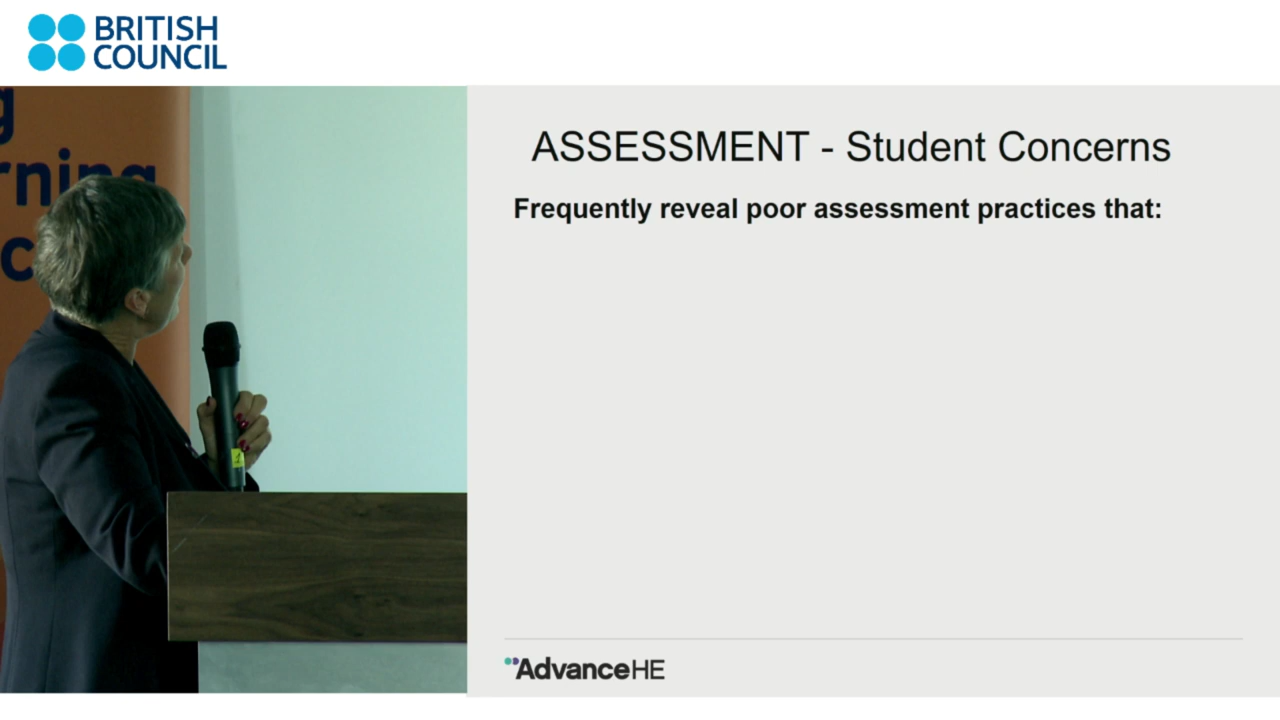 BRITISH
COUNCIL
ASSESSMENT - Student Concerns
Frequently reveal poor assessment practices that:
AdvanceHE